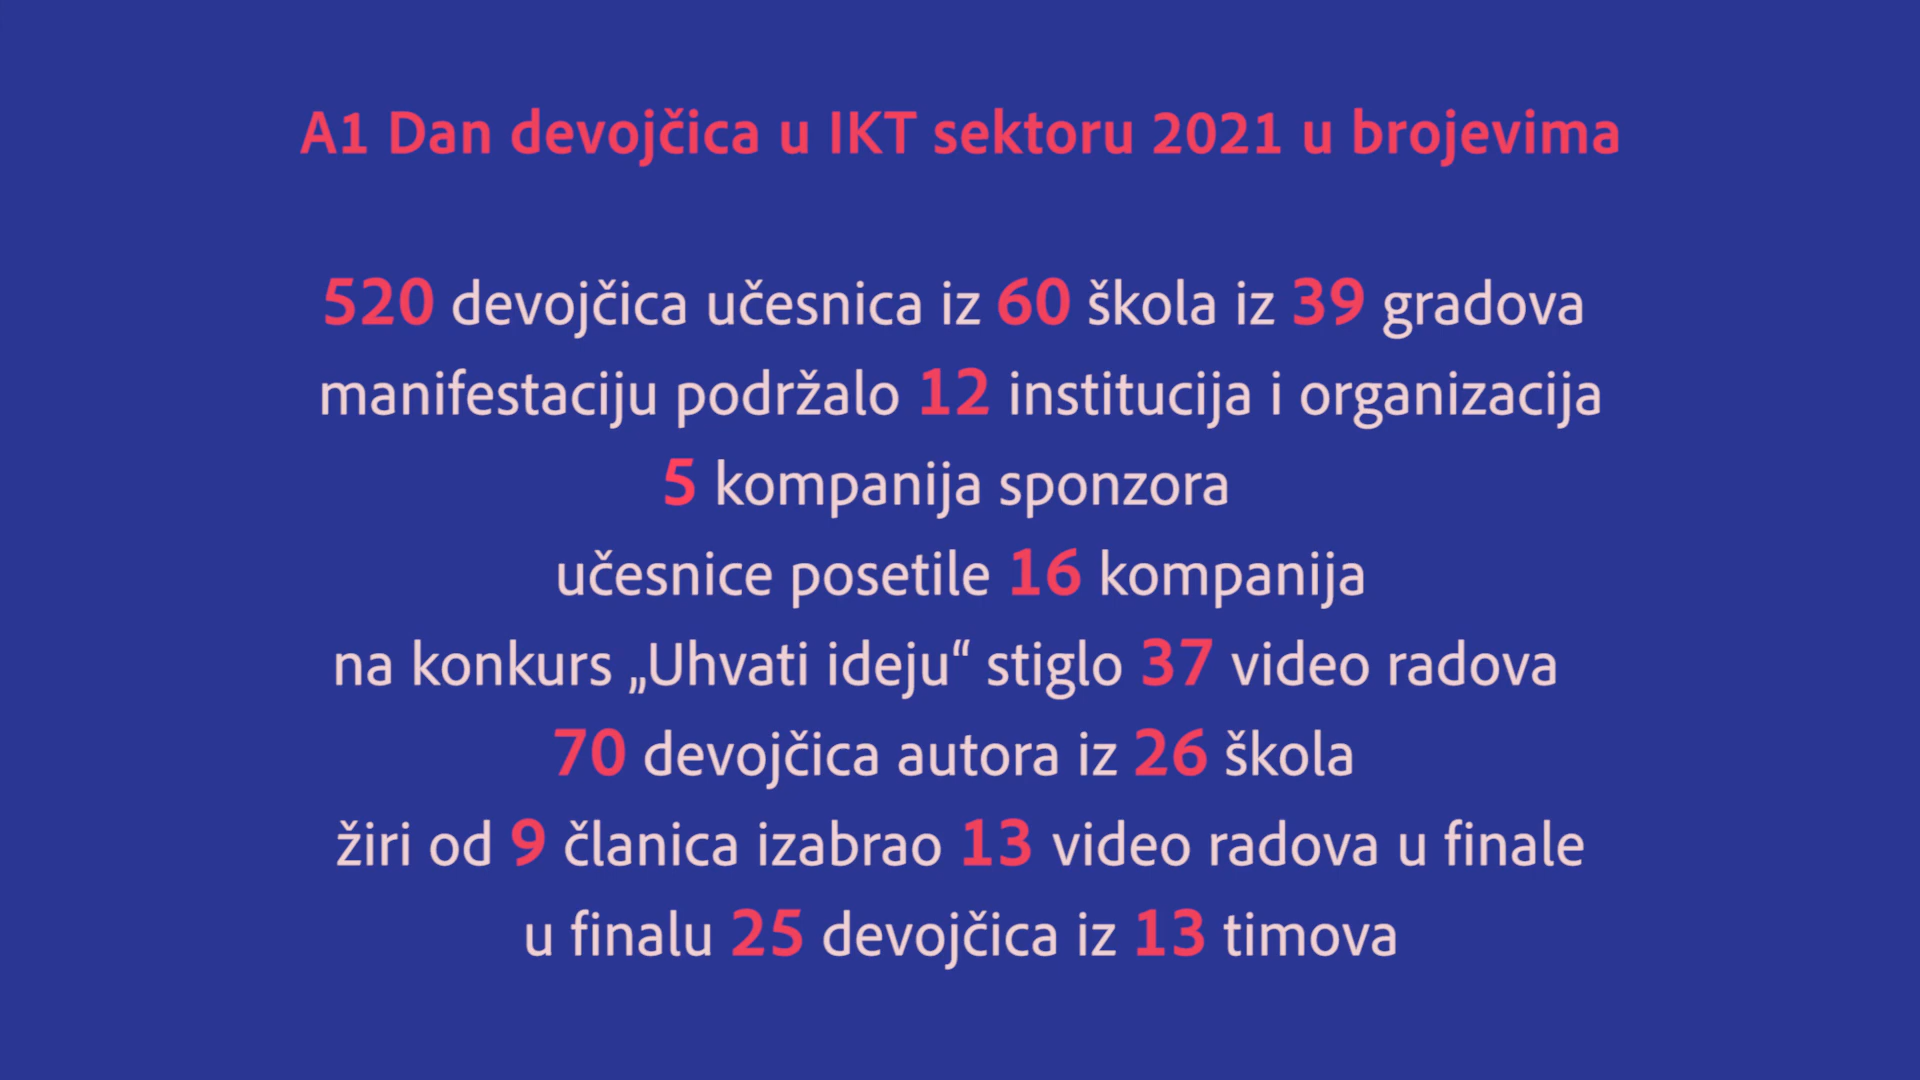 A1 Dan devojčica u IKT sektoru 2021 u brojevima
520 devojčica učesnica iz 60 škola iz 39 gradova
manifestaciju podržalo 12 institucija i organizacija
5 kompanija sponzora
učesnice posetile 16 kompanija
na konkurs „Uhvati ideju“ stiglo 37 video radova
70 devojčica autora iz 26 škola
žiri od 9 članica izabrao 13 video radova u finale
u finalu 25 devojčica iz 13 timova